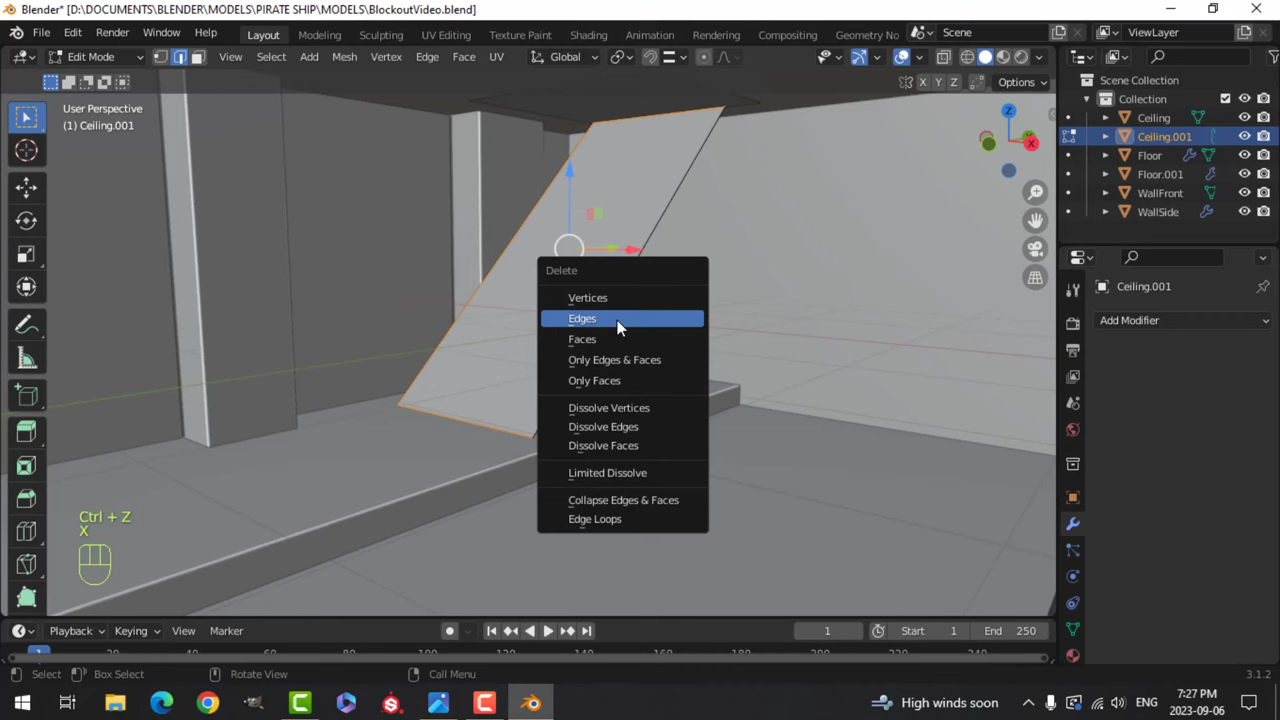 Blender* [D:\DOCUMENTS\BLENDER\MODELS\PIRATE SHIP\MODELS\BlockoutVideo.blend]
File Edit Render Window Help Layout Modeling Sculpting UV Editing Texture Paint Shading Animation Rendering Compositing Geometry No Scene ViewLayer
Edit Mode View Select Add Mesh Vertex Edge Face UV Global
X Y Z Options
User Perspective
(1) Ceiling.001
Z
X
Scene Collection
Collection
Ceiling
Ceiling.001
Floor
Floor.001
WallFront
WallSide
Ceiling.001
Add Modifier
Delete
Vertices
Edges
Faces
Only Edges & Faces
Only Faces
Dissolve Vertices
Dissolve Edges
Dissolve Faces
Limited Dissolve
Collapse Edges & Faces
Edge Loops
Ctrl + Z
X
Playback Keying View Marker 1 Start 1 End 250
1
Select Box Select Rotate View Call Menu 3.1.2
High winds soon ENG 7:27 PM
2023-09-06